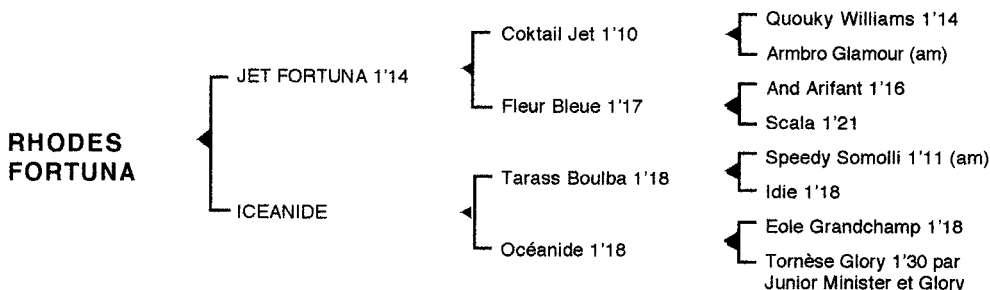 RHODES
FORTUNA
JET FORTUNA 1'14
ICEANIDE
Coktail Jet 1'10
Fleur Bleue 1'17
Tarass Boulba 1'18
Océanide 1'18
Quouky Williams 1'14
Armbro Glamour (am)
And Arifant 1'16
Scala 1'21
Speedy Somolli 1'11 (am)
Idie 1'18
Eole Grandchamp 1'18
Tornèse Glory 1'30 par
Junior Minister et Glory